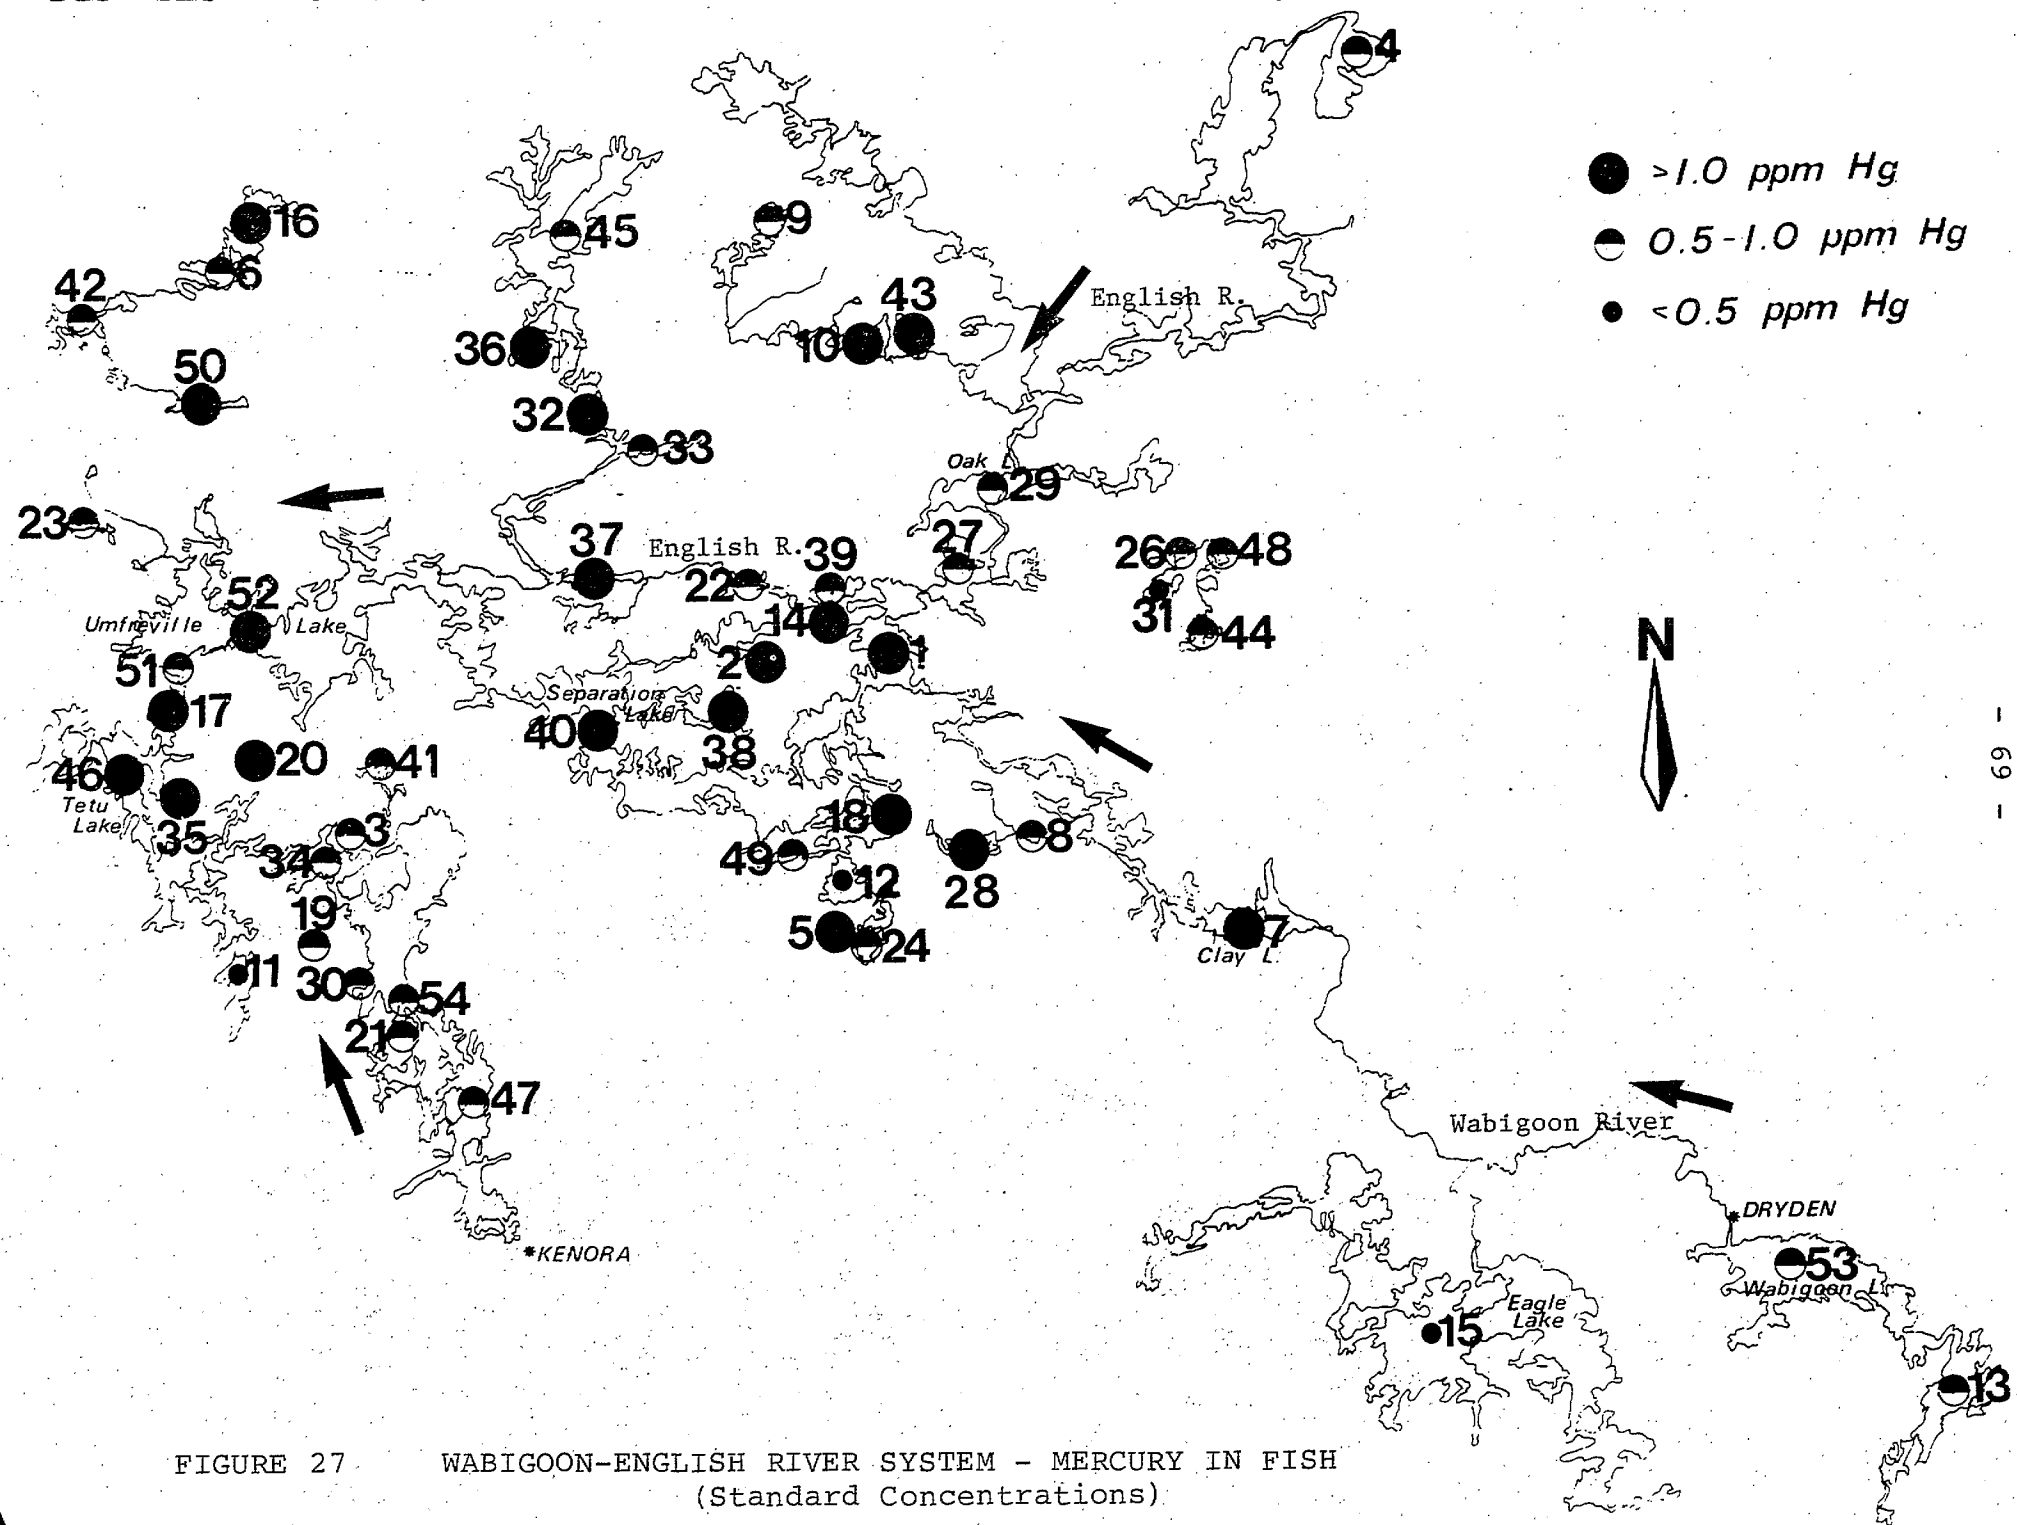 4
>1.0 ppm Hg
0.5-1.0 ppm Hg
<0.5 ppm Hg
16
45
9
6
42
43
English R.
36
10
50
32
33
Oak L
29
23
37
English R.
39
27
26
48
22
52
14
31
44
Umfreville Lake
2
1
N
51
Separation Lake
17
40
38
20
41
46
Tetu Lake
18
35
3
8
34
49
12
28
19
5
24
7
Clay L.
11
30
54
21
47
Wabigoon River
DRYDEN
*KENORA
53
Wabigoon L.
Eagle Lake
15
13
- 69 -
FIGURE 27 WABIGOON-ENGLISH RIVER SYSTEM - MERCURY IN FISH
(Standard Concentrations)